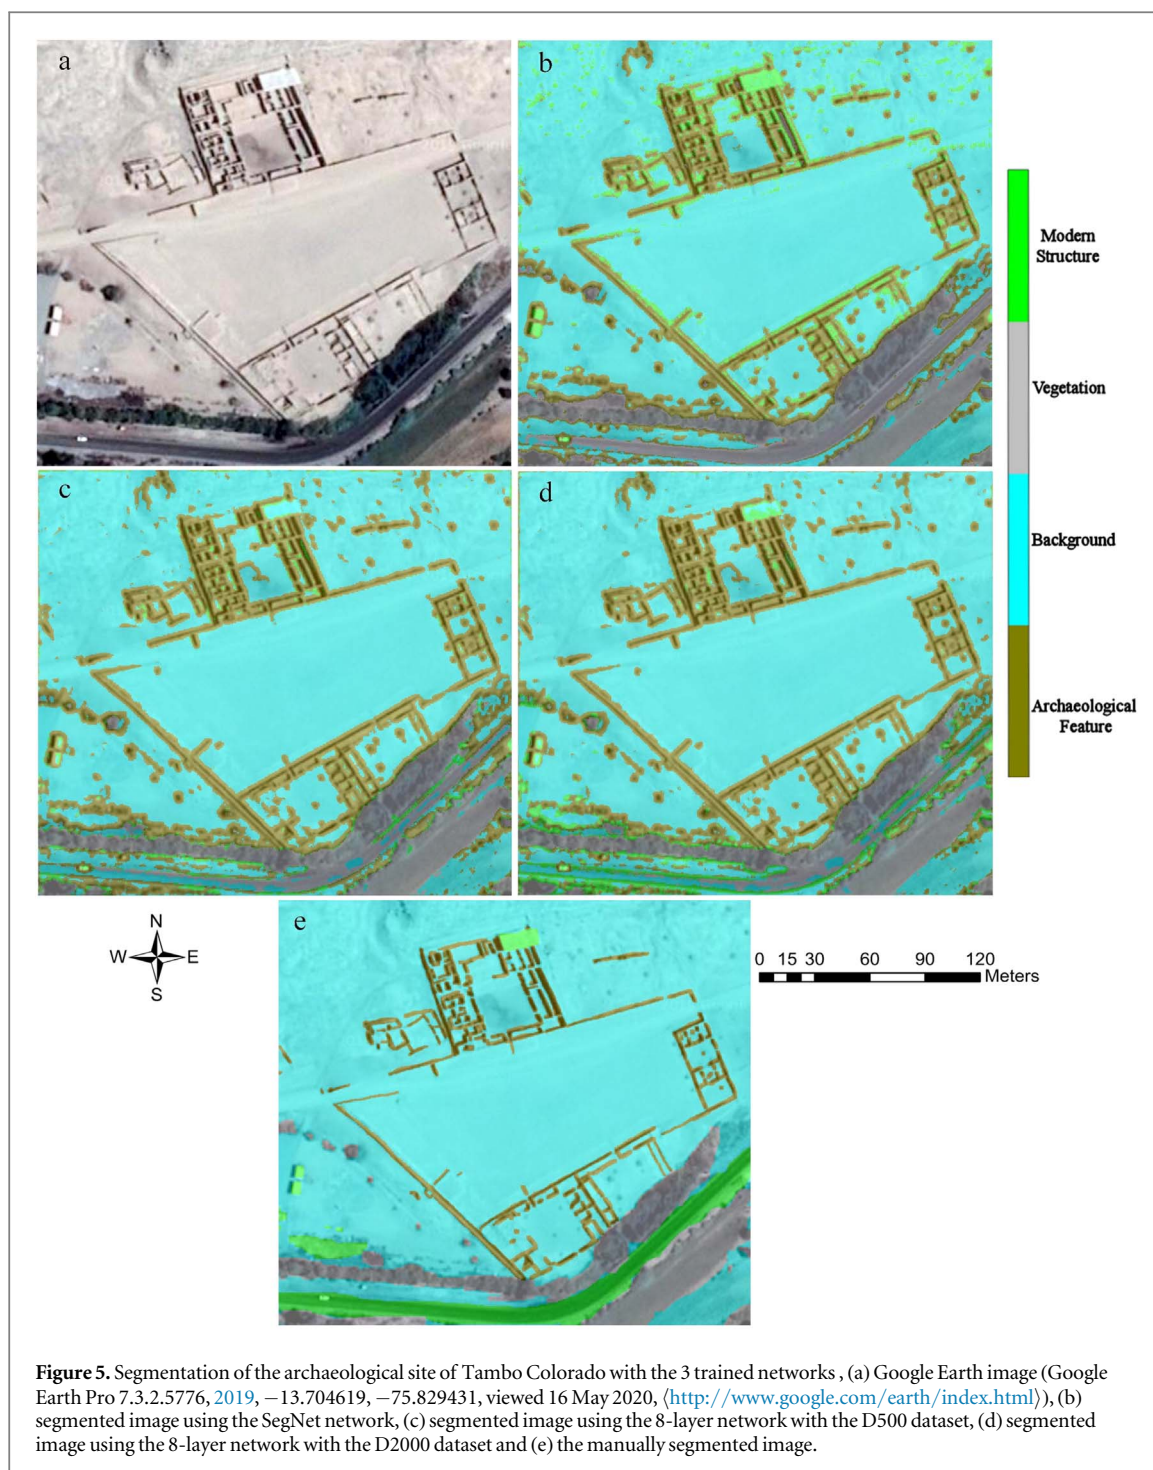 a
b
Modern
Structure
Vegetation
c
d
Background
Archaeological
Feature
e
N
W E
S
0 15 30 60 90 120
Meters
Figure 5. Segmentation of the archaeological site of Tambo Colorado with the 3 trained networks , (a) Google Earth image (Google
Earth Pro 7.3.2.5776, 2019, −13.704619, −75.829431, viewed 16 May 2020, ⟨http://www.google.com/earth/index.html⟩), (b)
segmented image using the SegNet network, (c) segmented image using the 8-layer network with the D500 dataset, (d) segmented
image using the 8-layer network with the D2000 dataset and (e) the manually segmented image.